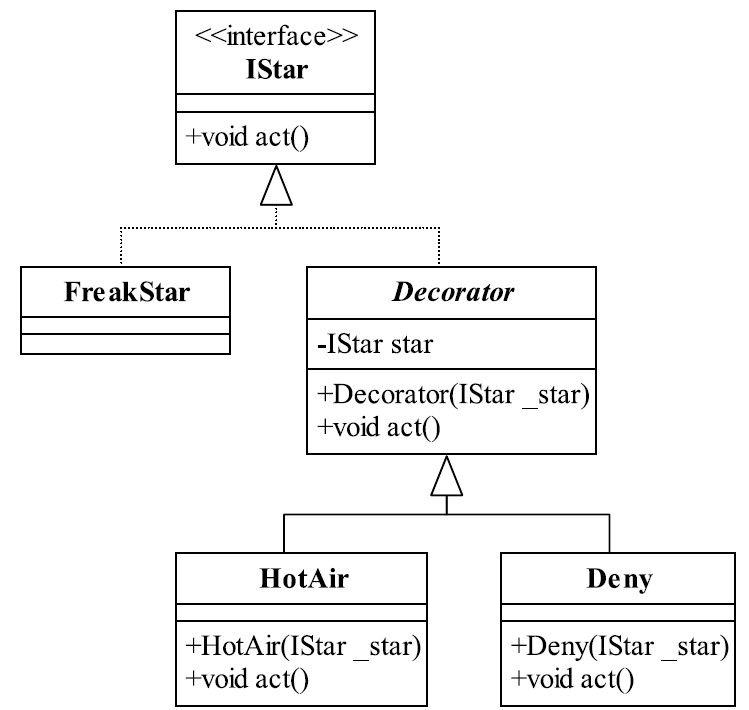 <<interface>>
IStar
+void act()
FreakStar
Decorator
-IStar star
+Decorator(IStar _star)
+void act()
HotAir
+HotAir(IStar _star)
+void act()
Deny
+Deny(IStar _star)
+void act()